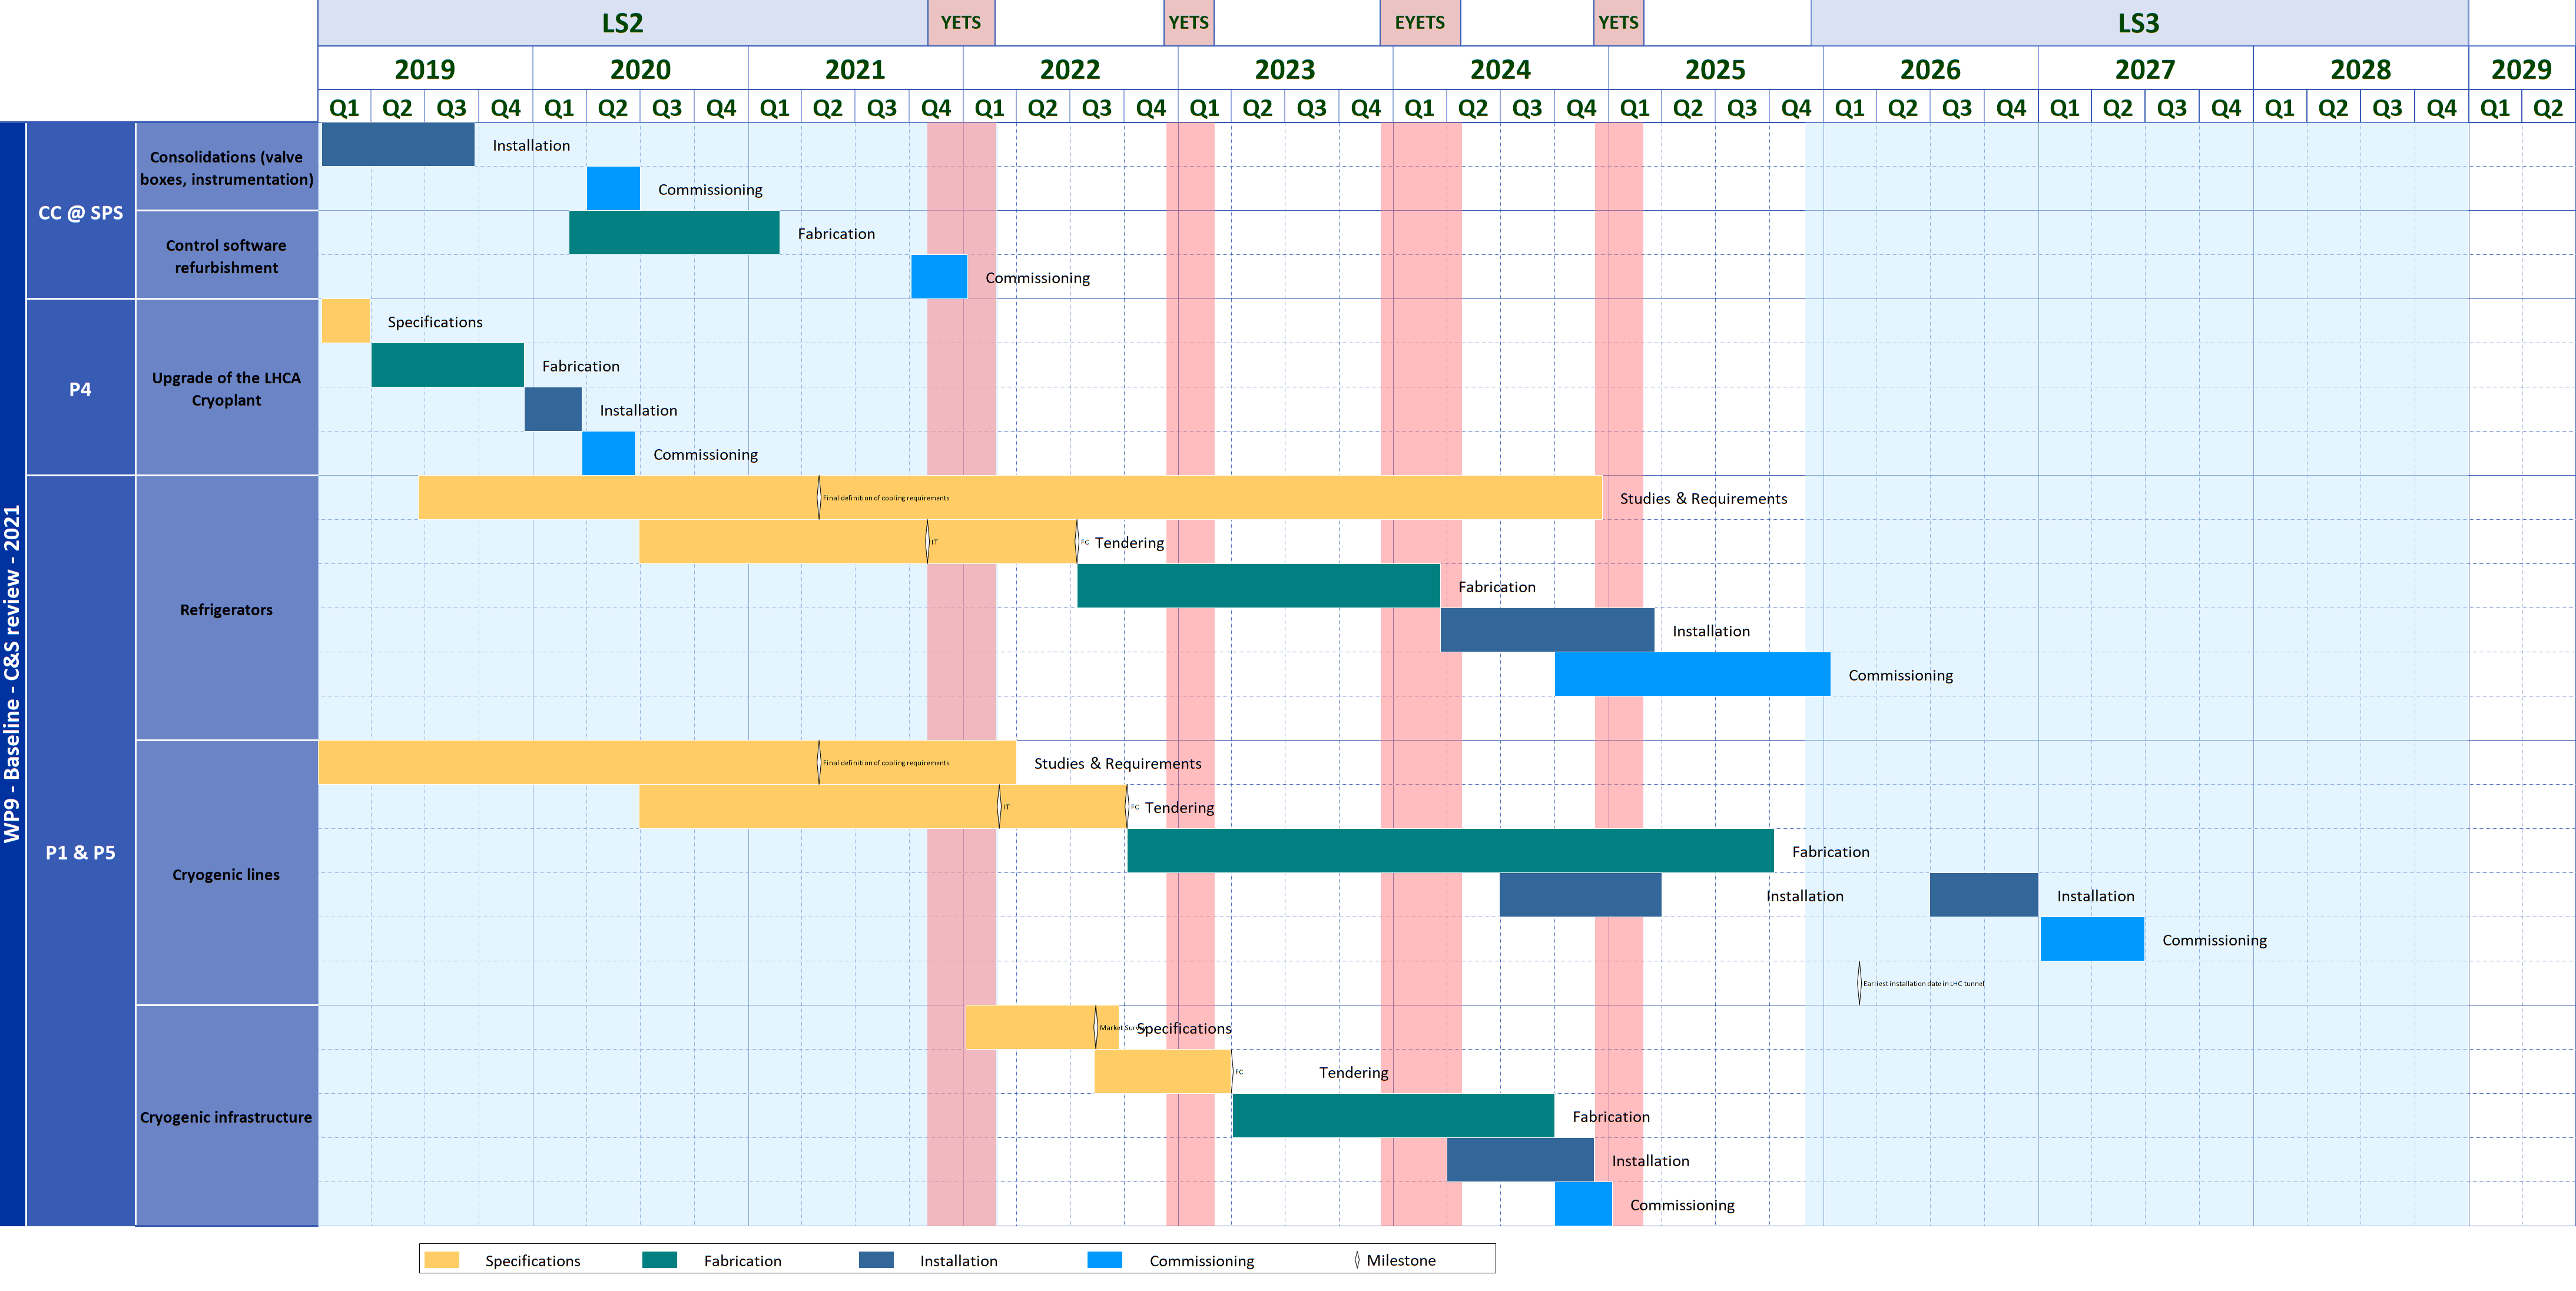 LS2 YETS YETS EYETS YETS LS3
2019 2020 2021 2022 2023 2024 2025 2026 2027 2028 2029
Q1 Q2 Q3 Q4 Q1 Q2 Q3 Q4 Q1 Q2 Q3 Q4 Q1 Q2 Q3 Q4 Q1 Q2 Q3 Q4 Q1 Q2 Q3 Q4 Q1 Q2 Q3 Q4 Q1 Q2 Q3 Q4 Q1 Q2 Q3 Q4 Q1 Q2 Q3 Q4 Q1 Q2
WP9 - Baseline - C&S review - 2021
CC @ SPS
Consolidations (valve
boxes, instrumentation)
Installation
Commissioning
Control software
refurbishment
Fabrication
Commissioning
P4
Upgrade of the LHCA
Cryoplant
Specifications
Fabrication
Installation
Commissioning
P1 & P5
Refrigerators
Final definition of cooling requirements Studies & Requirements
IT FC Tendering
Fabrication
Installation
Commissioning
Cryogenic lines
Final definition of cooling requirements Studies & Requirements
IT FC Tendering
Fabrication
Installation Installation
Commissioning
Earliest installation date in LHC tunnel
Cryogenic infrastructure
Market Specifications
FC Tendering
Fabrication
Installation
Commissioning
Specifications Fabrication Installation Commissioning Milestone